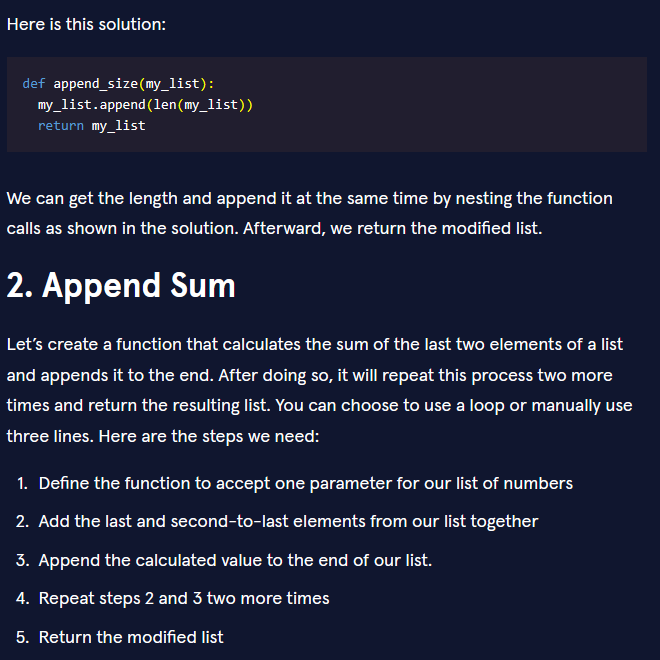 Here is this solution:
def append_size(my_list):
  my_list.append(len(my_list))
  return my_list
We can get the length and append it at the same time by nesting the function
calls as shown in the solution. Afterward, we return the modified list.
2. Append Sum
Let’s create a function that calculates the sum of the last two elements of a list
and appends it to the end. After doing so, it will repeat this process two more
times and return the resulting list. You can choose to use a loop or manually use
three lines. Here are the steps we need:
1. Define the function to accept one parameter for our list of numbers
2. Add the last and second-to-last elements from our list together
3. Append the calculated value to the end of our list.
4. Repeat steps 2 and 3 two more times
5. Return the modified list